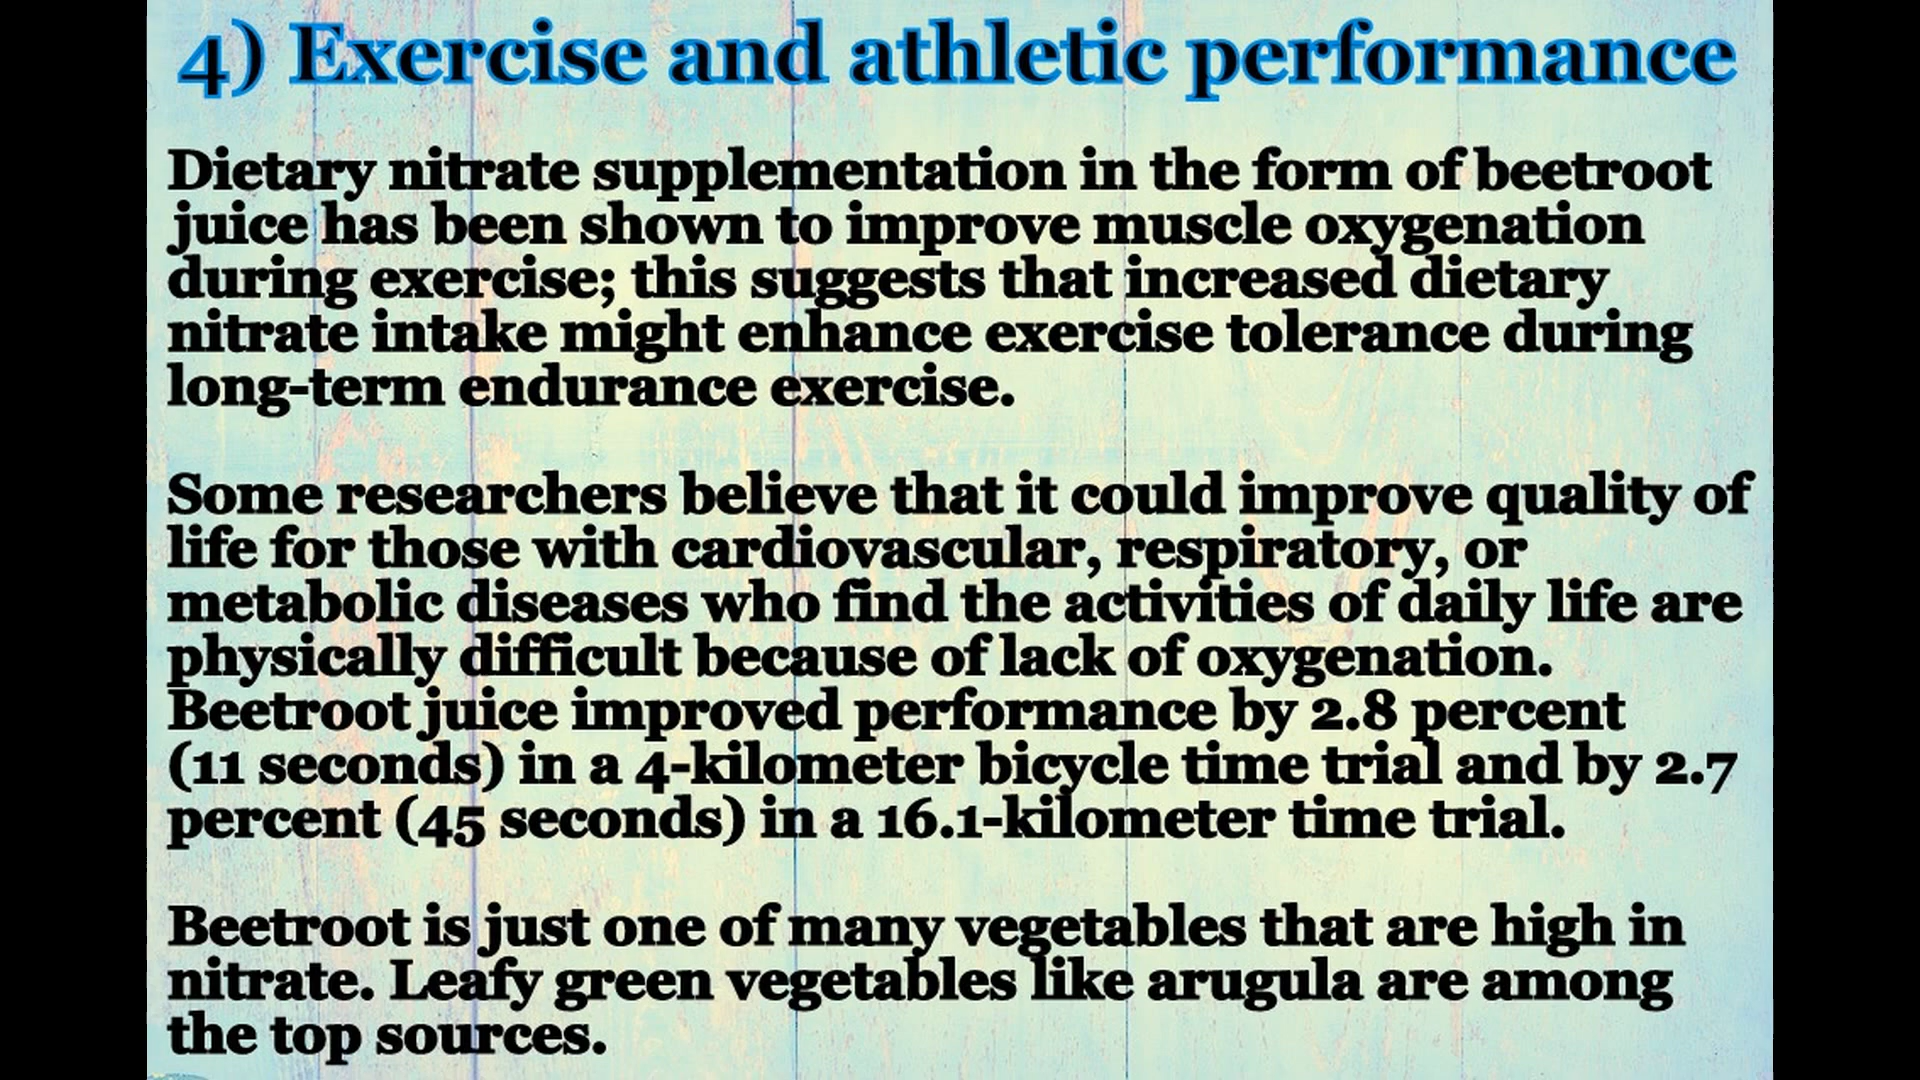 4) Exercise and athletic performance
Dietary nitrate supplementation in the form of beetroot
juice has been shown to improve muscle oxygenation
during exercise; this suggests that increased dietary
nitrate intake might enhance exercise tolerance during
long-term endurance exercise.
Some researchers believe that it could improve quality of
life for those with cardiovascular, respiratory, or
metabolic diseases who find the activities of daily life are
physically difficult because of lack of oxygenation.
Beetroot juice improved performance by 2.8 percent
(11 seconds) in a 4-kilometer bicycle time trial and by 2.7
percent (45 seconds) in a 16.1-kilometer time trial.
Beetroot is just one of many vegetables that are high in
nitrate. Leafy green vegetables like arugula are among
the top sources.